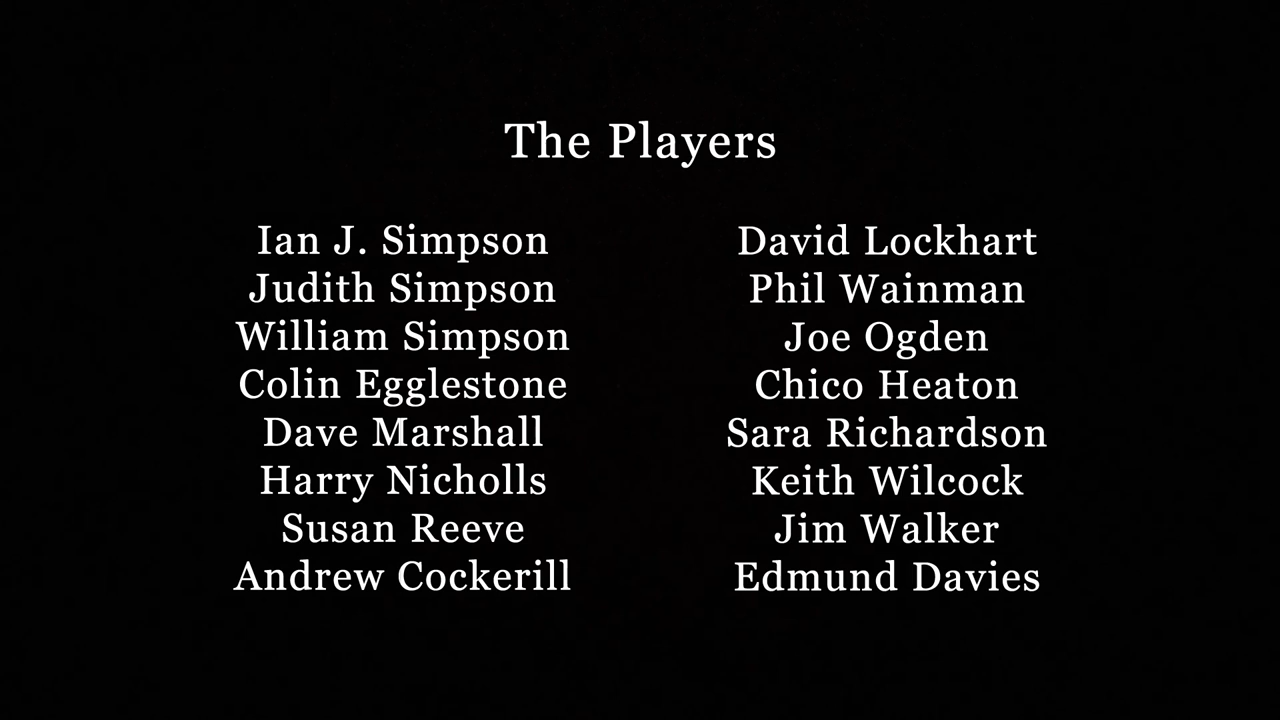 The Players
Ian J. Simpson
Judith Simpson
William Simpson
Colin Egglestone
Dave Marshall
Harry Nicholls
Susan Reeve
Andrew Cockerill
David Lockhart
Phil Wainman
Joe Ogden
Chico Heaton
Sara Richardson
Keith Wilcock
Jim Walker
Edmund Davies